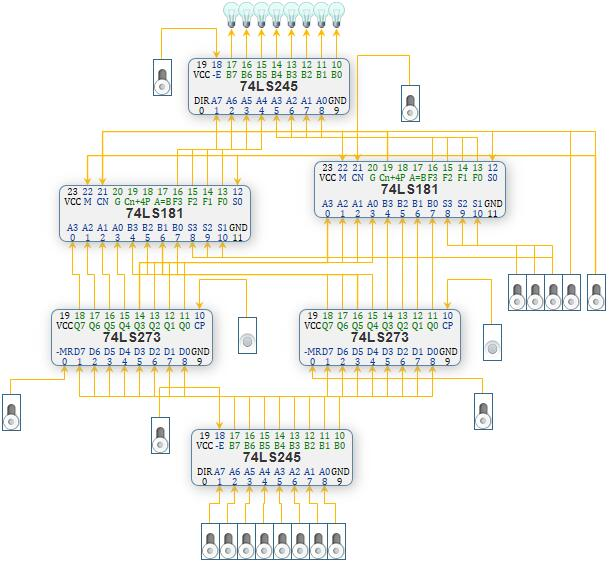 19 18 17 16 15 14 13 12 11 10
VCC -E B7 B6 B5 B4 B3 B2 B1 B0
74LS245
DIR A7 A6 A5 A4 A3 A2 A1 A0 GND
0 1 2 3 4 5 6 7 8 9
23 22 21 20 19 18 17 16 15 14 13 12
VCC M CN G Cn+4 P A=B F3 F2 F1 F0 S0
74LS181
A3 A2 A1 A0 B3 B2 B1 B0 S3 S2 S1 GND
0 1 2 3 4 5 6 7 8 9 10 11
23 22 21 20 19 18 17 16 15 14 13 12
VCC M CN G Cn+4 P A=B F3 F2 F1 F0 S0
74LS181
A3 A2 A1 A0 B3 B2 B1 B0 S3 S2 S1 GND
0 1 2 3 4 5 6 7 8 9 10 11
19 18 17 16 15 14 13 12 11 10
VCC Q7 Q6 Q5 Q4 Q3 Q2 Q1 Q0 CP
74LS273
-MR D7 D6 D5 D4 D3 D2 D1 D0 GND
0 1 2 3 4 5 6 7 8 9
19 18 17 16 15 14 13 12 11 10
VCC Q7 Q6 Q5 Q4 Q3 Q2 Q1 Q0 CP
74LS273
-MR D7 D6 D5 D4 D3 D2 D1 D0 GND
0 1 2 3 4 5 6 7 8 9
19 18 17 16 15 14 13 12 11 10
VCC -E B7 B6 B5 B4 B3 B2 B1 B0
74LS245
DIR A7 A6 A5 A4 A3 A2 A1 A0 GND
0 1 2 3 4 5 6 7 8 9